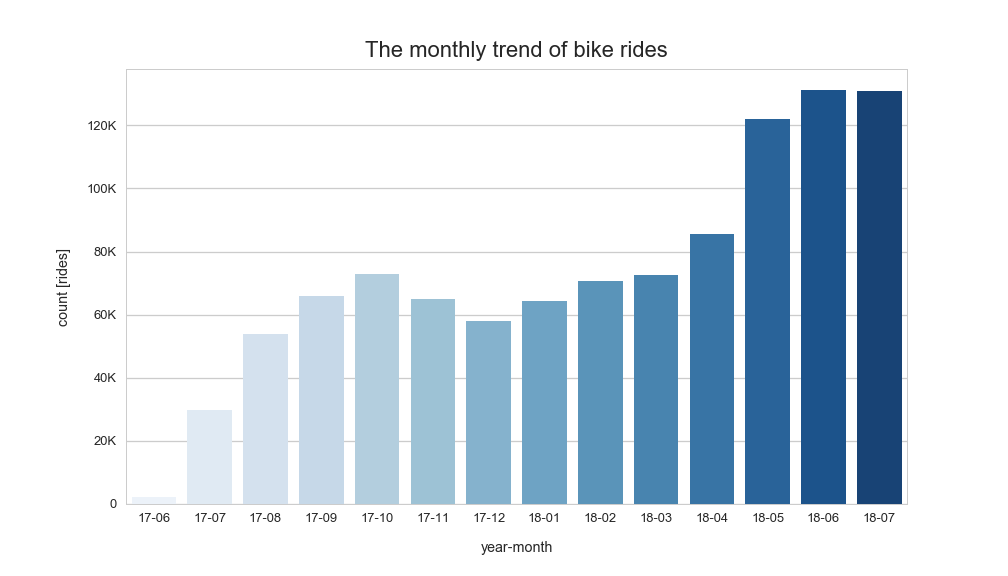 The monthly trend of bike rides
120K
100K
80K
60K
40K
20K
0
count [rides]
17-06 17-07 17-08 17-09 17-10 17-11 17-12 18-01 18-02 18-03 18-04 18-05 18-06 18-07
year-month